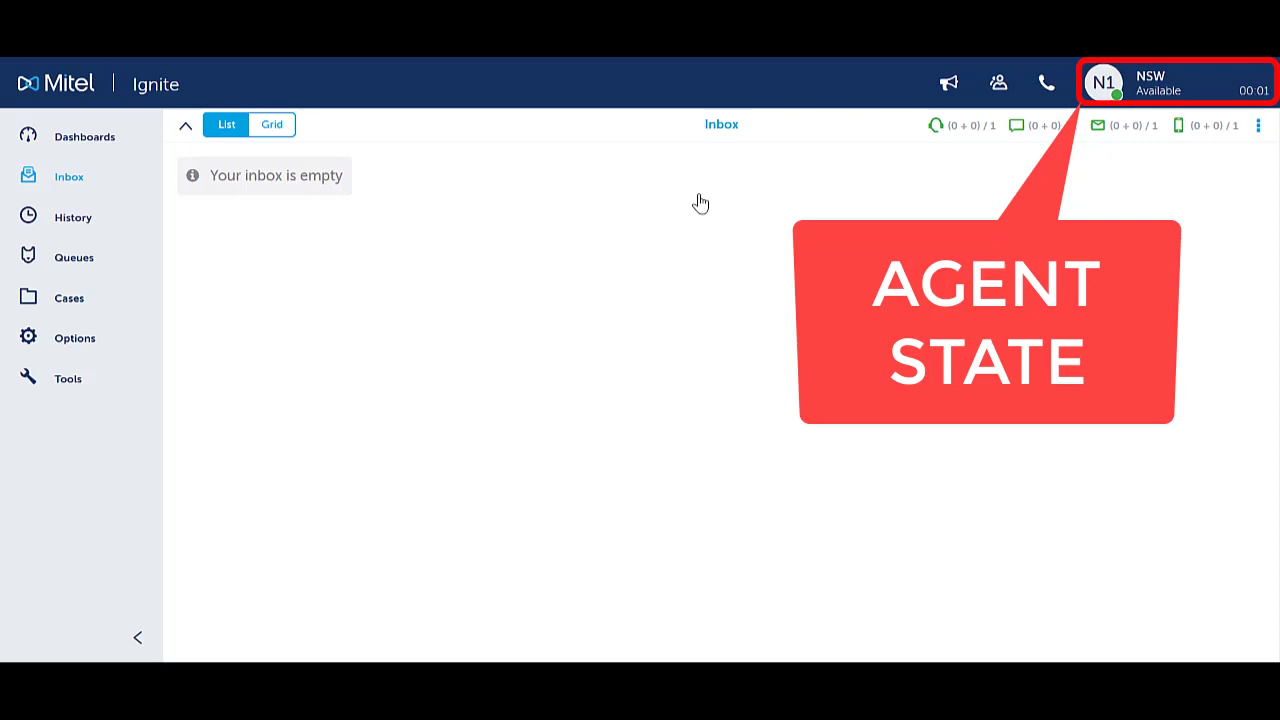 Mitel | Ignite
N1
NSW
Available
00:01
List
Grid
Inbox
(0 + 0) / 1
(0 + 0)
(0 + 0) / 1
(0 + 0) / 1
Your inbox is empty
Dashboards
Inbox
History
Queues
Cases
Options
Tools
AGENT
STATE